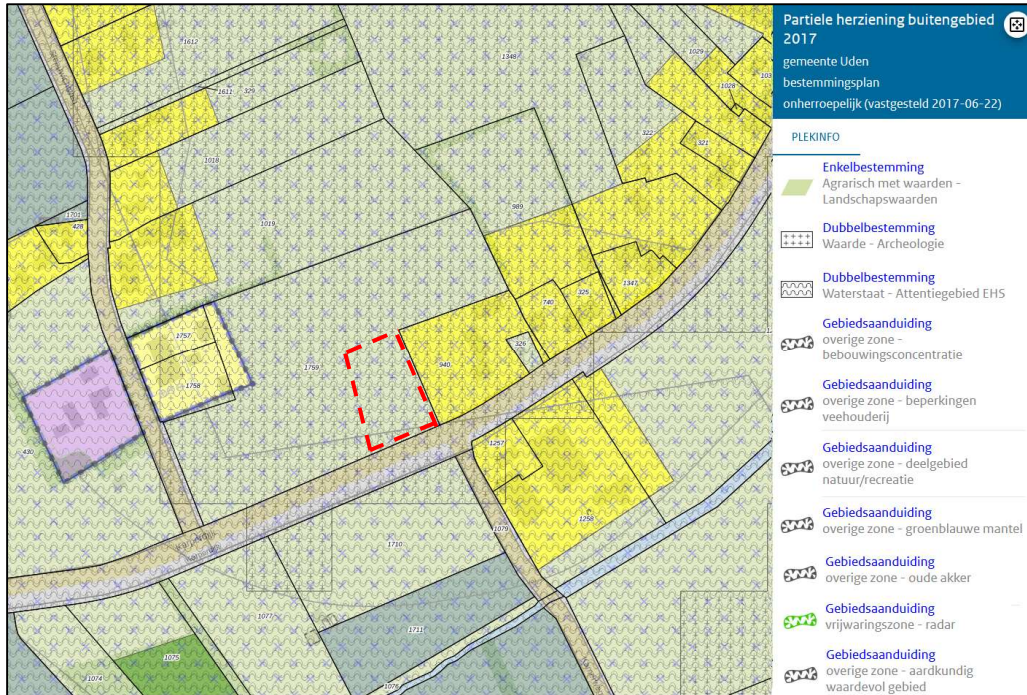 Partiele herziening buitengebied
2017
gemeente Uden
bestemmingsplan
onherroepelijk (vastgesteld 2017-06-22)
PLEKINFO
Enkelbestemming
Agrarisch met waarden -
Landschapswaarden
Dubbelbestemming
Waarde - Archeologie
Dubbelbestemming
Waterstaat - Attentiegebied EHS
Gebiedsaanduiding
overige zone -
bebouwingsconcentratie
Gebiedsaanduiding
overige zone - beperkingen
veehouderij
Gebiedsaanduiding
overige zone - deelgebied
natuur/recreatie
Gebiedsaanduiding
overige zone - groenblauwe mantel
Gebiedsaanduiding
overige zone - oude akker
Gebiedsaanduiding
vrijwaringszone - radar
Gebiedsaanduiding
overige zone - aardkundig
waardevol gebied
1612
1348
1029
1028
1611 329
322
321
1018
989
1701
428
1019
1347
325
740
326
1757
1759
940
1758
430
1257
1258
1079
1710
1077
1711
1075
1074
1076